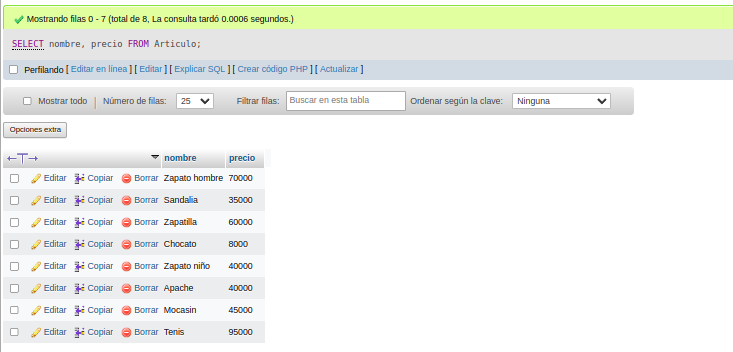 Mostrando filas 0 - 7 (total de 8, La consulta tardó 0.0006 segundos.)
SELECT nombre, precio FROM Articulo;
Perfilando [ Editar en línea ] [ Editar ] [ Explicar SQL ] [ Crear código PHP ] [ Actualizar ]
Mostrar todo | Número de filas: 25 Filtrar filas: Buscar en esta tabla Ordenar según la clave: Ninguna
Opciones extra
←T→ nombre precio
Editar Copiar Borrar Zapato hombre 70000
Editar Copiar Borrar Sandalia 35000
Editar Copiar Borrar Zapatilla 60000
Editar Copiar Borrar Chocato 8000
Editar Copiar Borrar Zapato niño 40000
Editar Copiar Borrar Apache 40000
Editar Copiar Borrar Mocasin 45000
Editar Copiar Borrar Tenis 95000